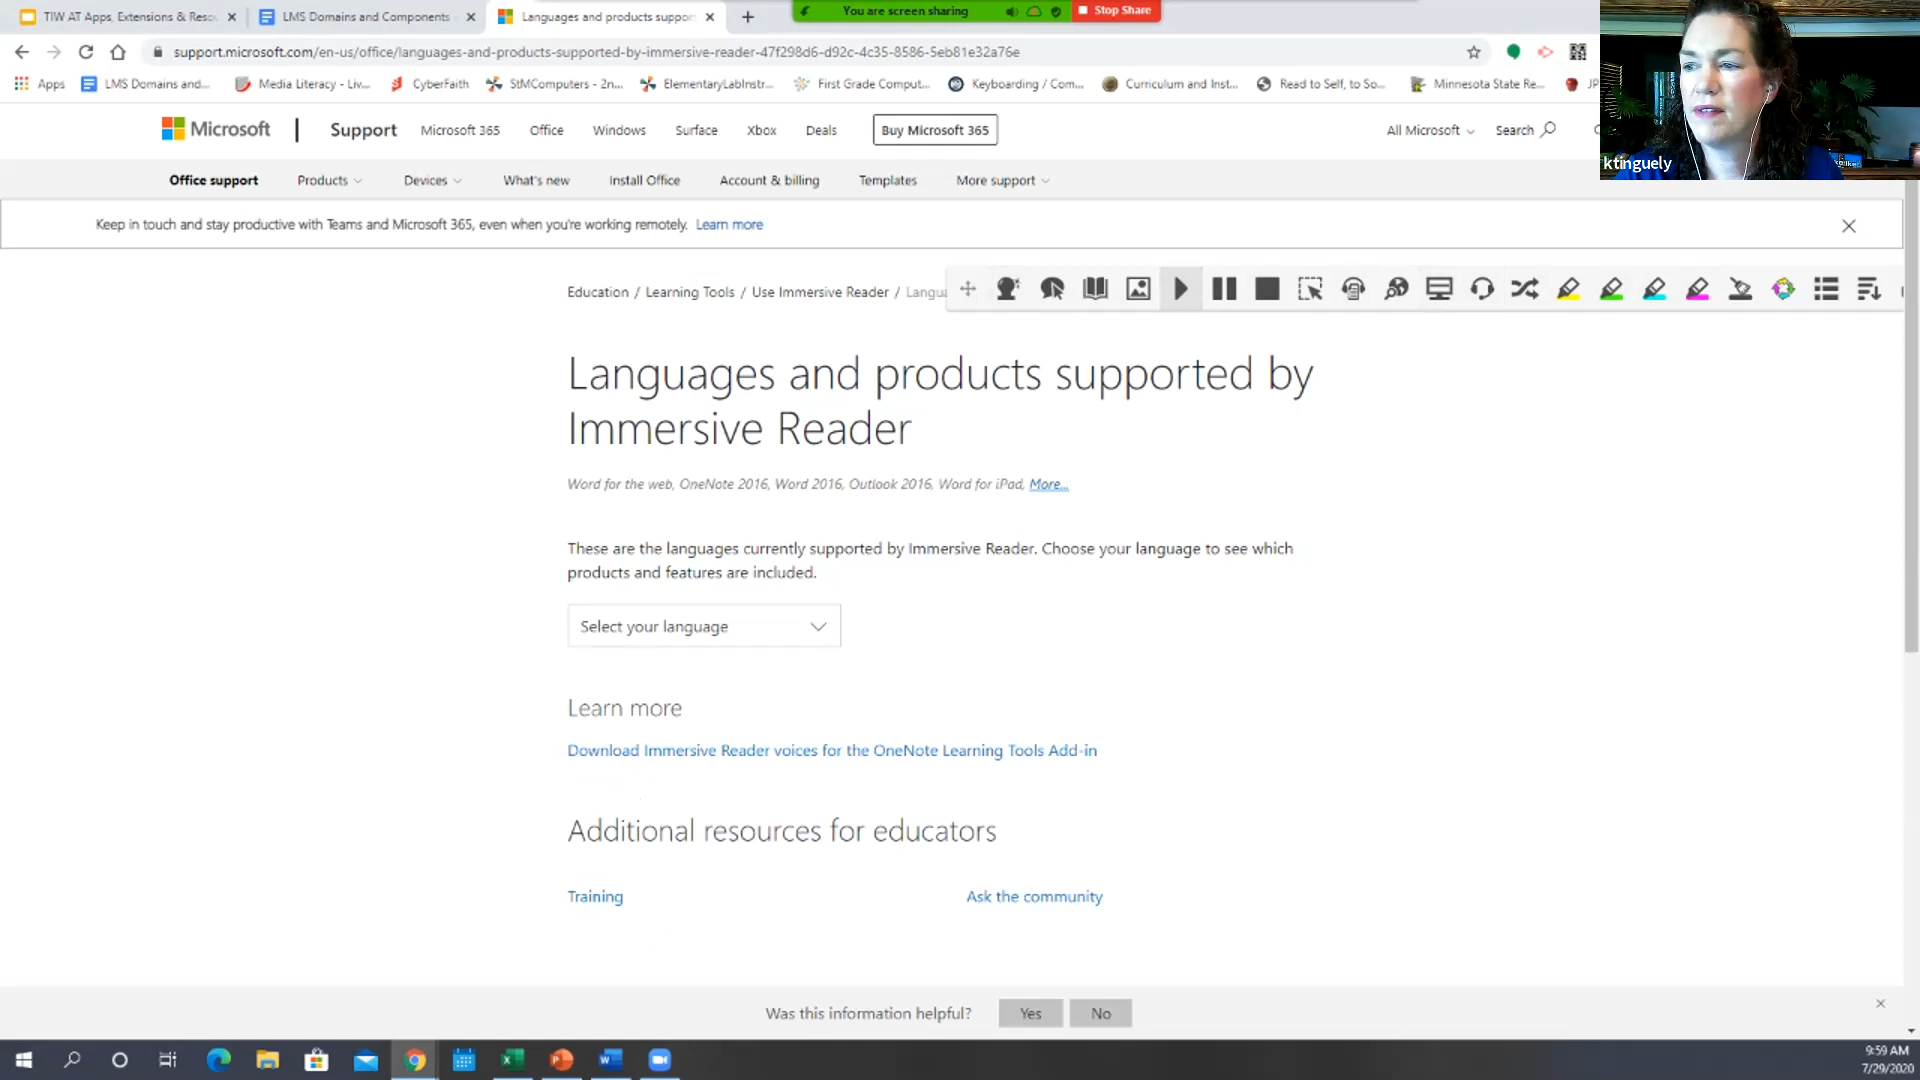 TIW AT Apps, Extensions & Reso
LMS Domains and Components
Languages and products suppor
You are screen sharing
Stop Share
support.microsoft.com/en-us/office/languages-and-products-supported-by-immersive-reader-47f298d6-d92c-4c35-8586-5eb81e32a76e
Apps
LMS Domains and...
Media Literacy - Liv...
CyberFaith
StMComputers - 2n...
ElementaryLabInstr...
First Grade Comput...
Keyboarding / Com...
Curriculum and Inst...
Read to Self, to So...
Minnesota State Re...
ktinguely
Microsoft
Support
Microsoft 365
Office
Windows
Surface
Xbox
Deals
Buy Microsoft 365
All Microsoft
Search
Office support
Products
Devices
What's new
Install Office
Account & billing
Templates
More support
Keep in touch and stay productive with Teams and Microsoft 365, even when you're working remotely. Learn more
Education / Learning Tools / Use Immersive Reader / Langua
Languages and products supported by
Immersive Reader
Word for the web, OneNote 2016, Word 2016, Outlook 2016, Word for iPad, More...
These are the languages currently supported by Immersive Reader. Choose your language to see which
products and features are included.
Select your language
Learn more
Download Immersive Reader voices for the OneNote Learning Tools Add-in
Additional resources for educators
Training
Ask the community
Was this information helpful?
Yes
No
9:59 AM
7/29/2020